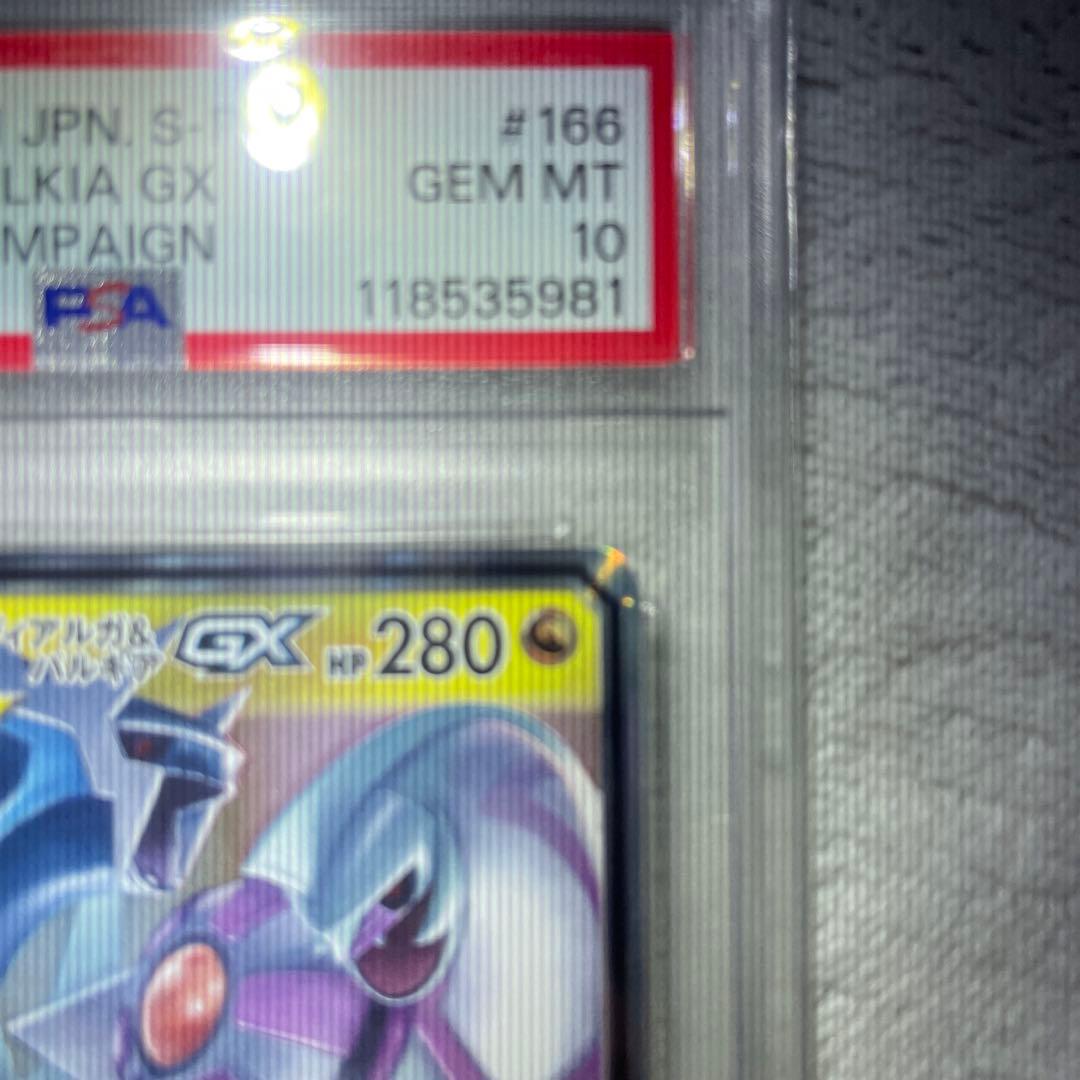 JPN. S-
#166
LKIA GX
GEM MT
MPAIGN
10
PSA
118535981
ィアルガ&
パルキア
GX
HP 280